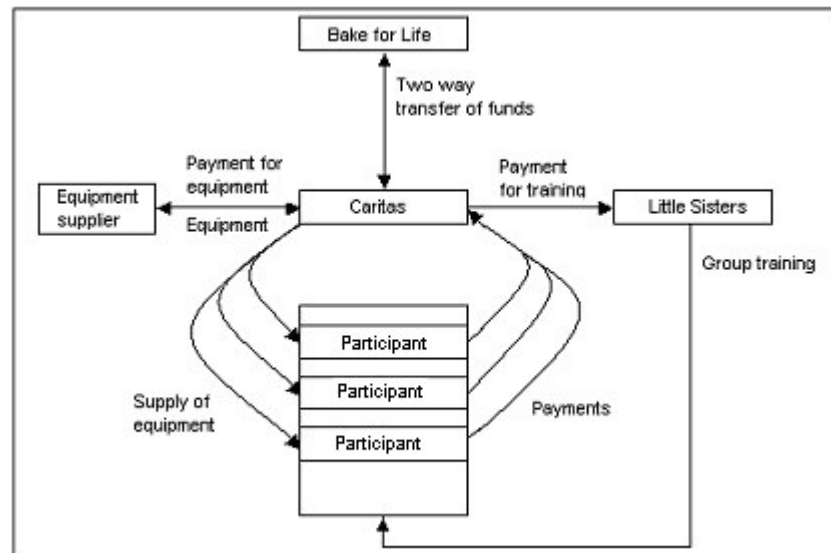 Bake for Life
Two way
transfer of funds
Payment for
equipment
Payment
for training
Equipment
supplier
Caritas
Little Sisters
Equipment
Group training
Participant
Participant
Supply of
equipment
Payments
Participant